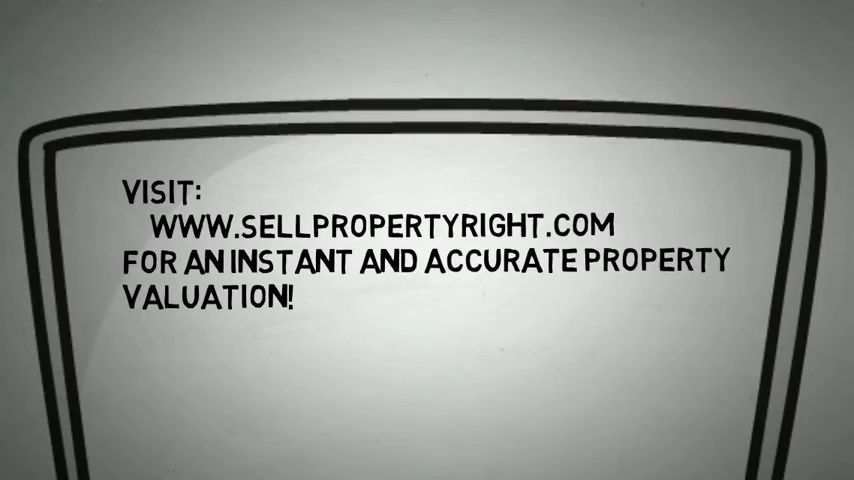 VISIT:
WWW.SELLPROPERTYRIGHT.COM
FOR AN INSTANT AND ACCURATE PROPERTY
VALUATION!